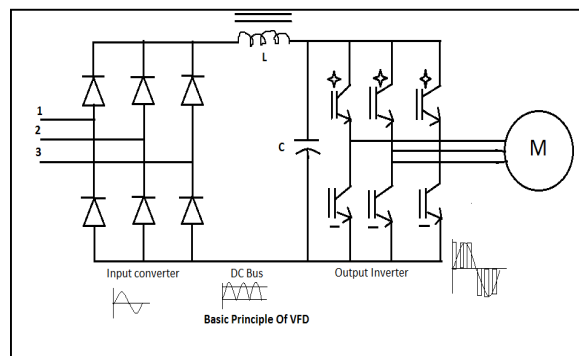 L
1
2
3
C
M
Input converter
DC Bus
Output Inverter
Basic Principle Of VFD